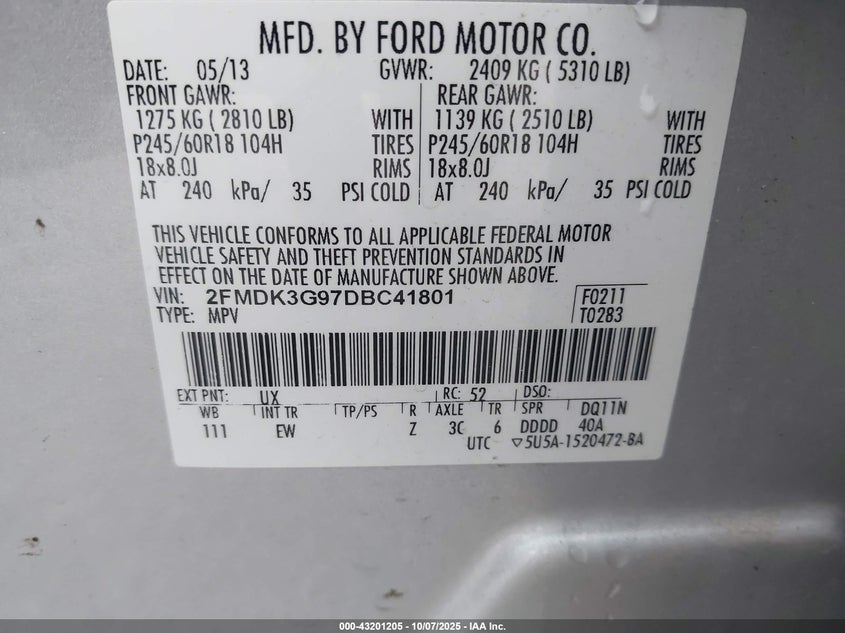 MFD. BY FORD MOTOR CO.
DATE: 05/13 GVWR: 2409 KG ( 5310 LB)
FRONT GAWR: REAR GAWR:
1275 KG ( 2810 LB) WITH 1139 KG ( 2510 LB) WITH
P245/60R18 104H TIRES P245/60R18 104H TIRES
18x8.0J RIMS 18x8.0J RIMS
AT 240 kPa/ 35 PSI COLD AT 240 kPa/ 35 PSI COLD
THIS VEHICLE CONFORMS TO ALL APPLICABLE FEDERAL MOTOR
VEHICLE SAFETY AND THEFT PREVENTION STANDARDS IN
EFFECT ON THE DATE OF MANUFACTURE SHOWN ABOVE.
VIN: 2FMDK3G97DBC41801 F0211
TYPE: MPV T0283
EXT PNT: UX RC: 52 DSO:
WB INT TR TP/PS R AXLE TR SPR DQ11N
111 EW Z 3C 6 DDDD 40A
UTC ▽5U5A-1520472-BA
000-43201205 - 10/07/2025 - IAA Inc.